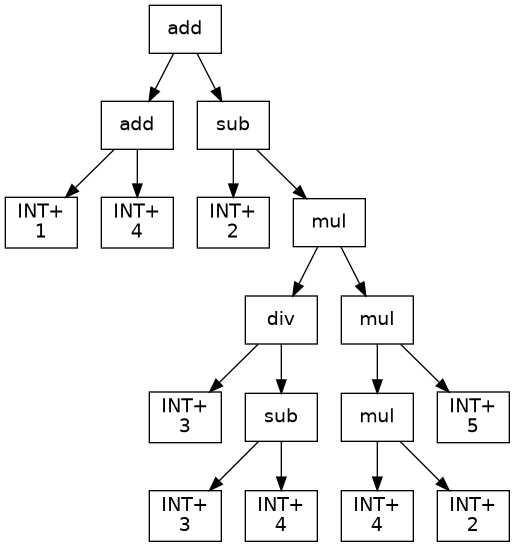 add
add
sub
INT+
1
INT+
4
INT+
2
mul
div
mul
INT+
3
sub
mul
INT+
5
INT+
3
INT+
4
INT+
4
INT+
2